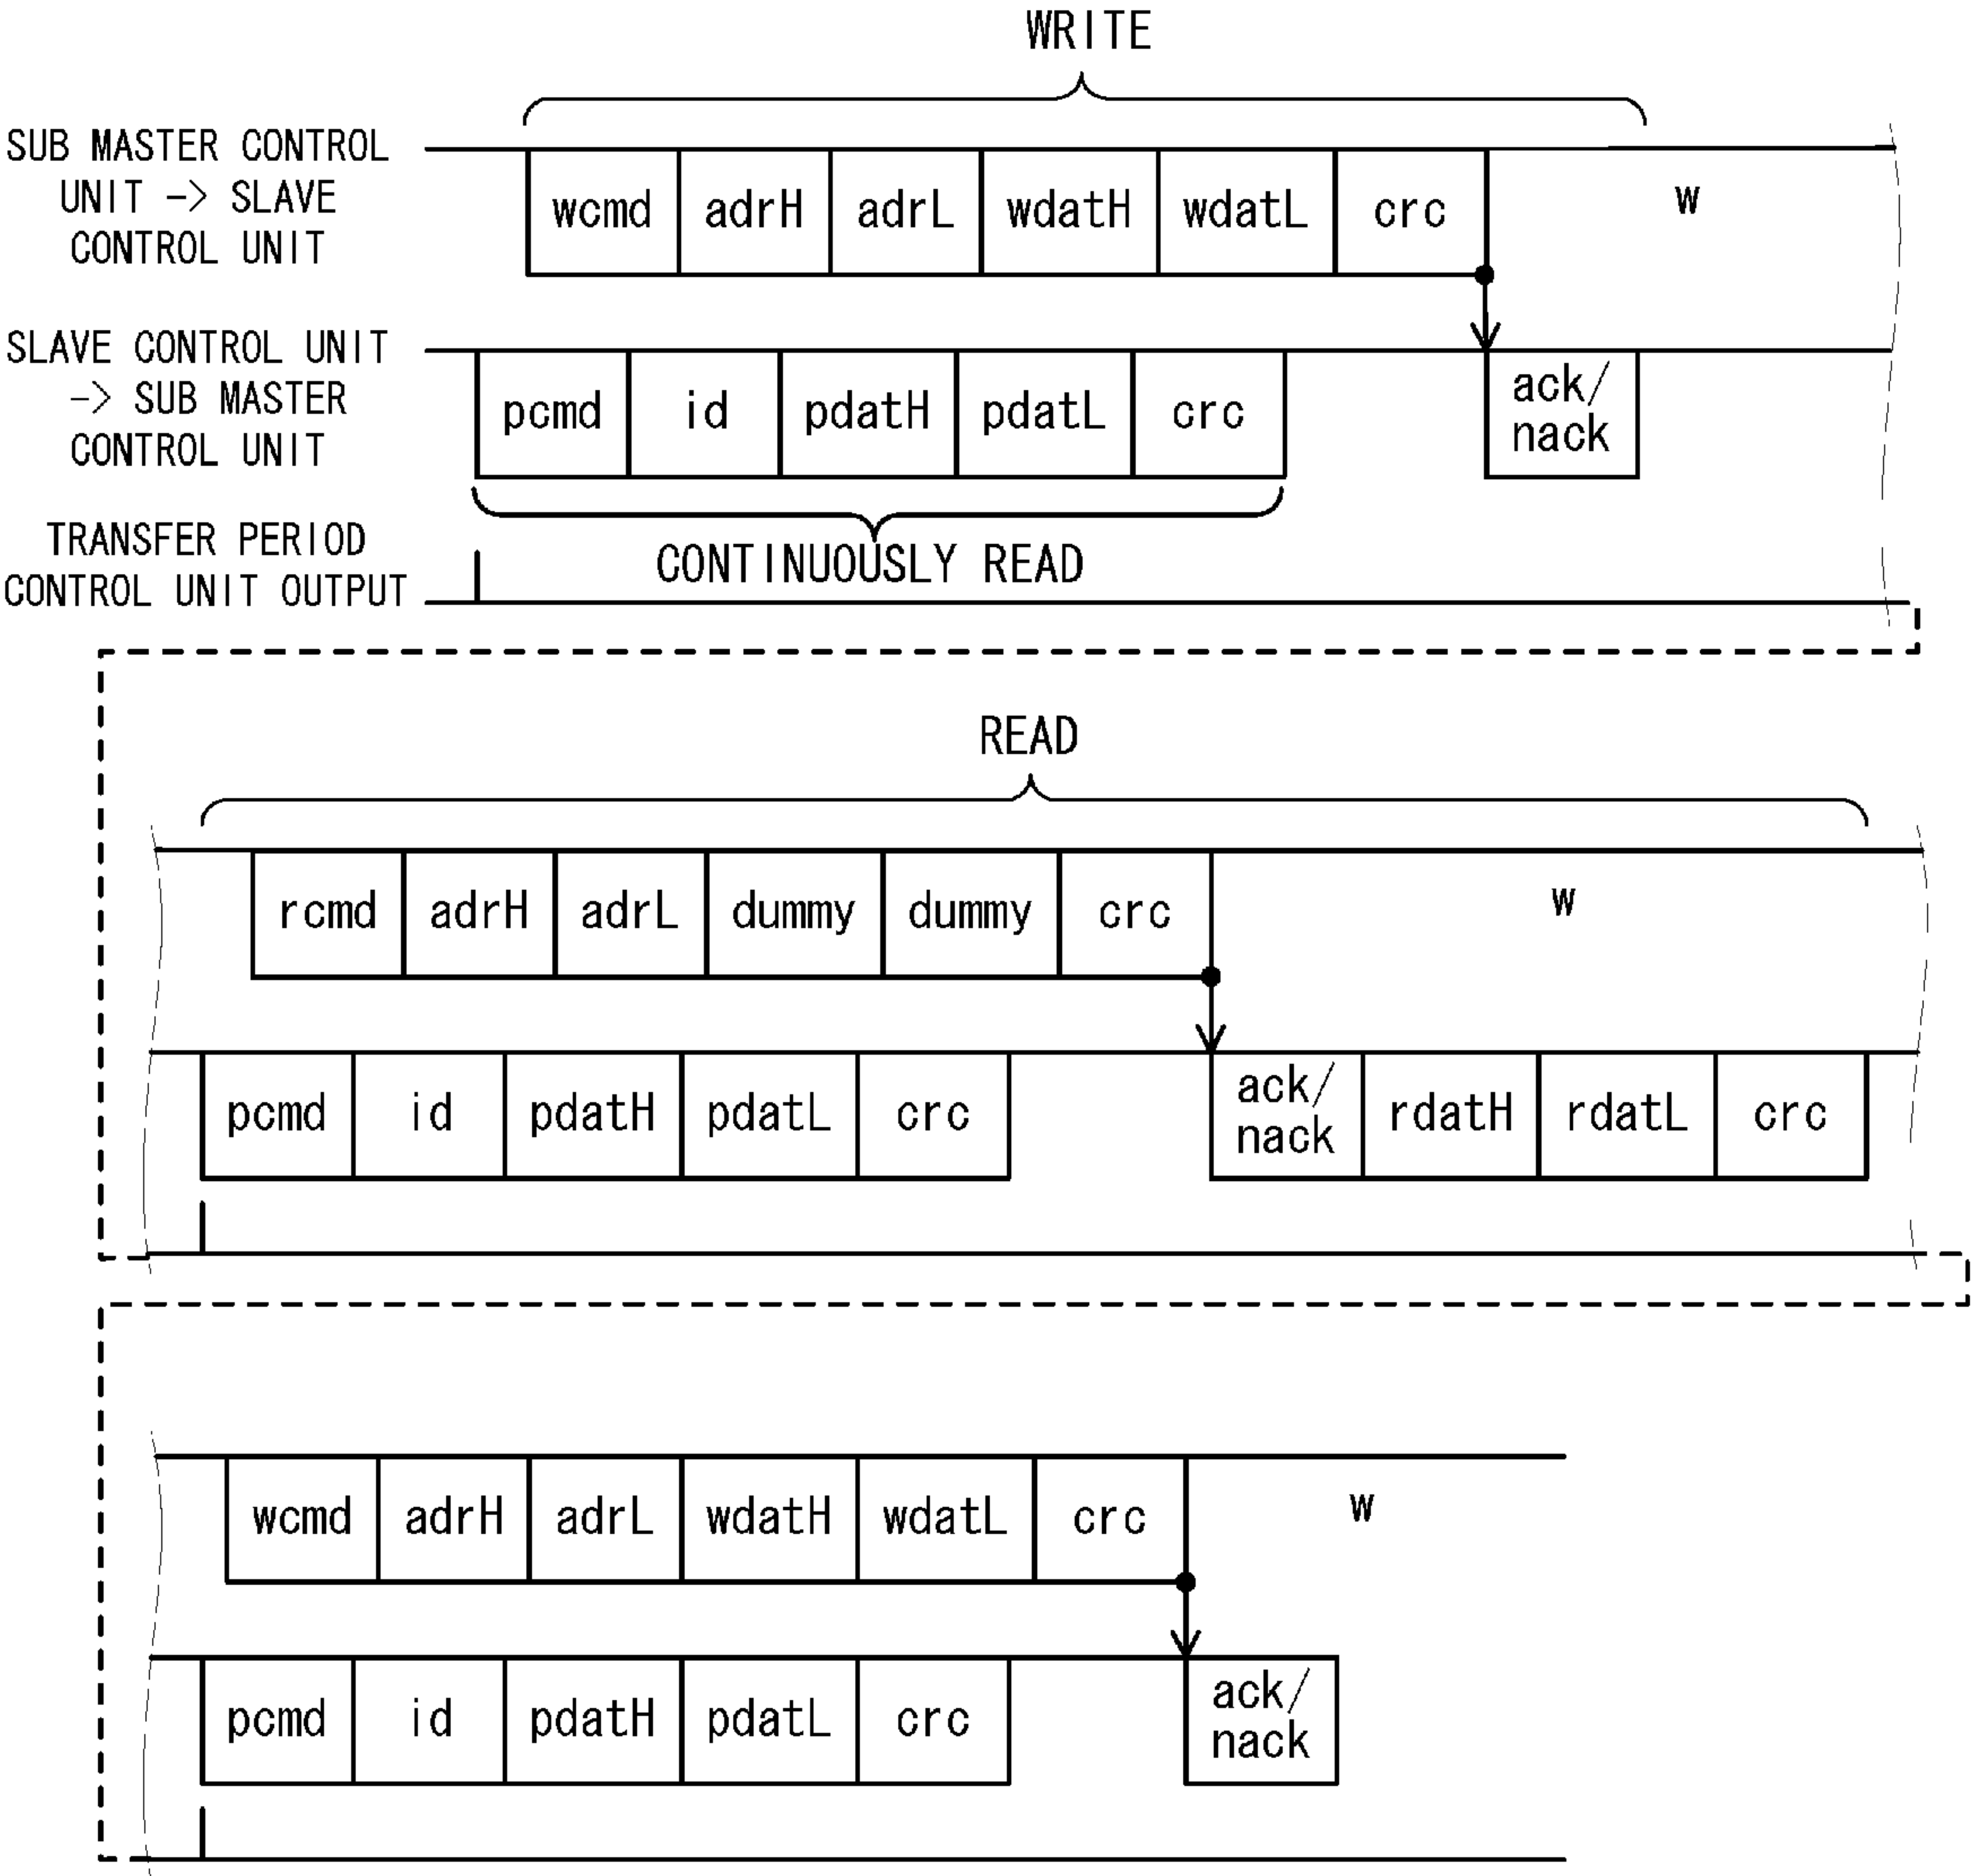 WRITE
SUB MASTER CONTROL
UNIT -> SLAVE
CONTROL UNIT
wcmd adrH adrL wdatH wdatL crc w
SLAVE CONTROL UNIT
-> SUB MASTER
CONTROL UNIT
pcmd id pdatH pdatL crc ack/
nack
TRANSFER PERIOD
CONTROL UNIT OUTPUT
CONTINUOUSLY READ
READ
rcmd adrH adrL dummy dummy crc w
pcmd id pdatH pdatL crc ack/
nack rdatH rdatL crc
wcmd adrH adrL wdatH wdatL crc w
pcmd id pdatH pdatL crc ack/
nack